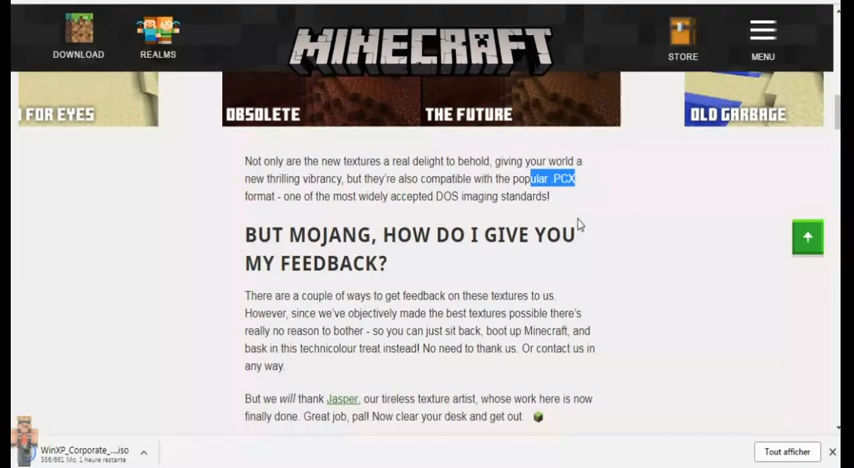 DOWNLOAD
REALMS
MINECRAFT
STORE
MENU
N FOR EYES
OBSOLETE
THE FUTURE
OLD GARBAGE
Not only are the new textures a real delight to behold, giving your world a
new thrilling vibrancy, but they're also compatible with the popular .PCX
format - one of the most widely accepted DOS imaging standards!
BUT MOJANG, HOW DO I GIVE YOU
MY FEEDBACK?
There are a couple of ways to get feedback on these textures to us.
However, since we've objectively made the best textures possible there's
really no reason to bother - so you can just sit back, boot up Minecraft, and
bask in this technicolour treat instead! No need to thank us. Or contact us in
any way.
But we will thank Jasper, our tireless texture artist, whose work here is now
finally done. Great job, pal! Now clear your desk and get out.
WinXP_Corporate_....iso
336/661 Mo, 1 heure restante
Tout afficher